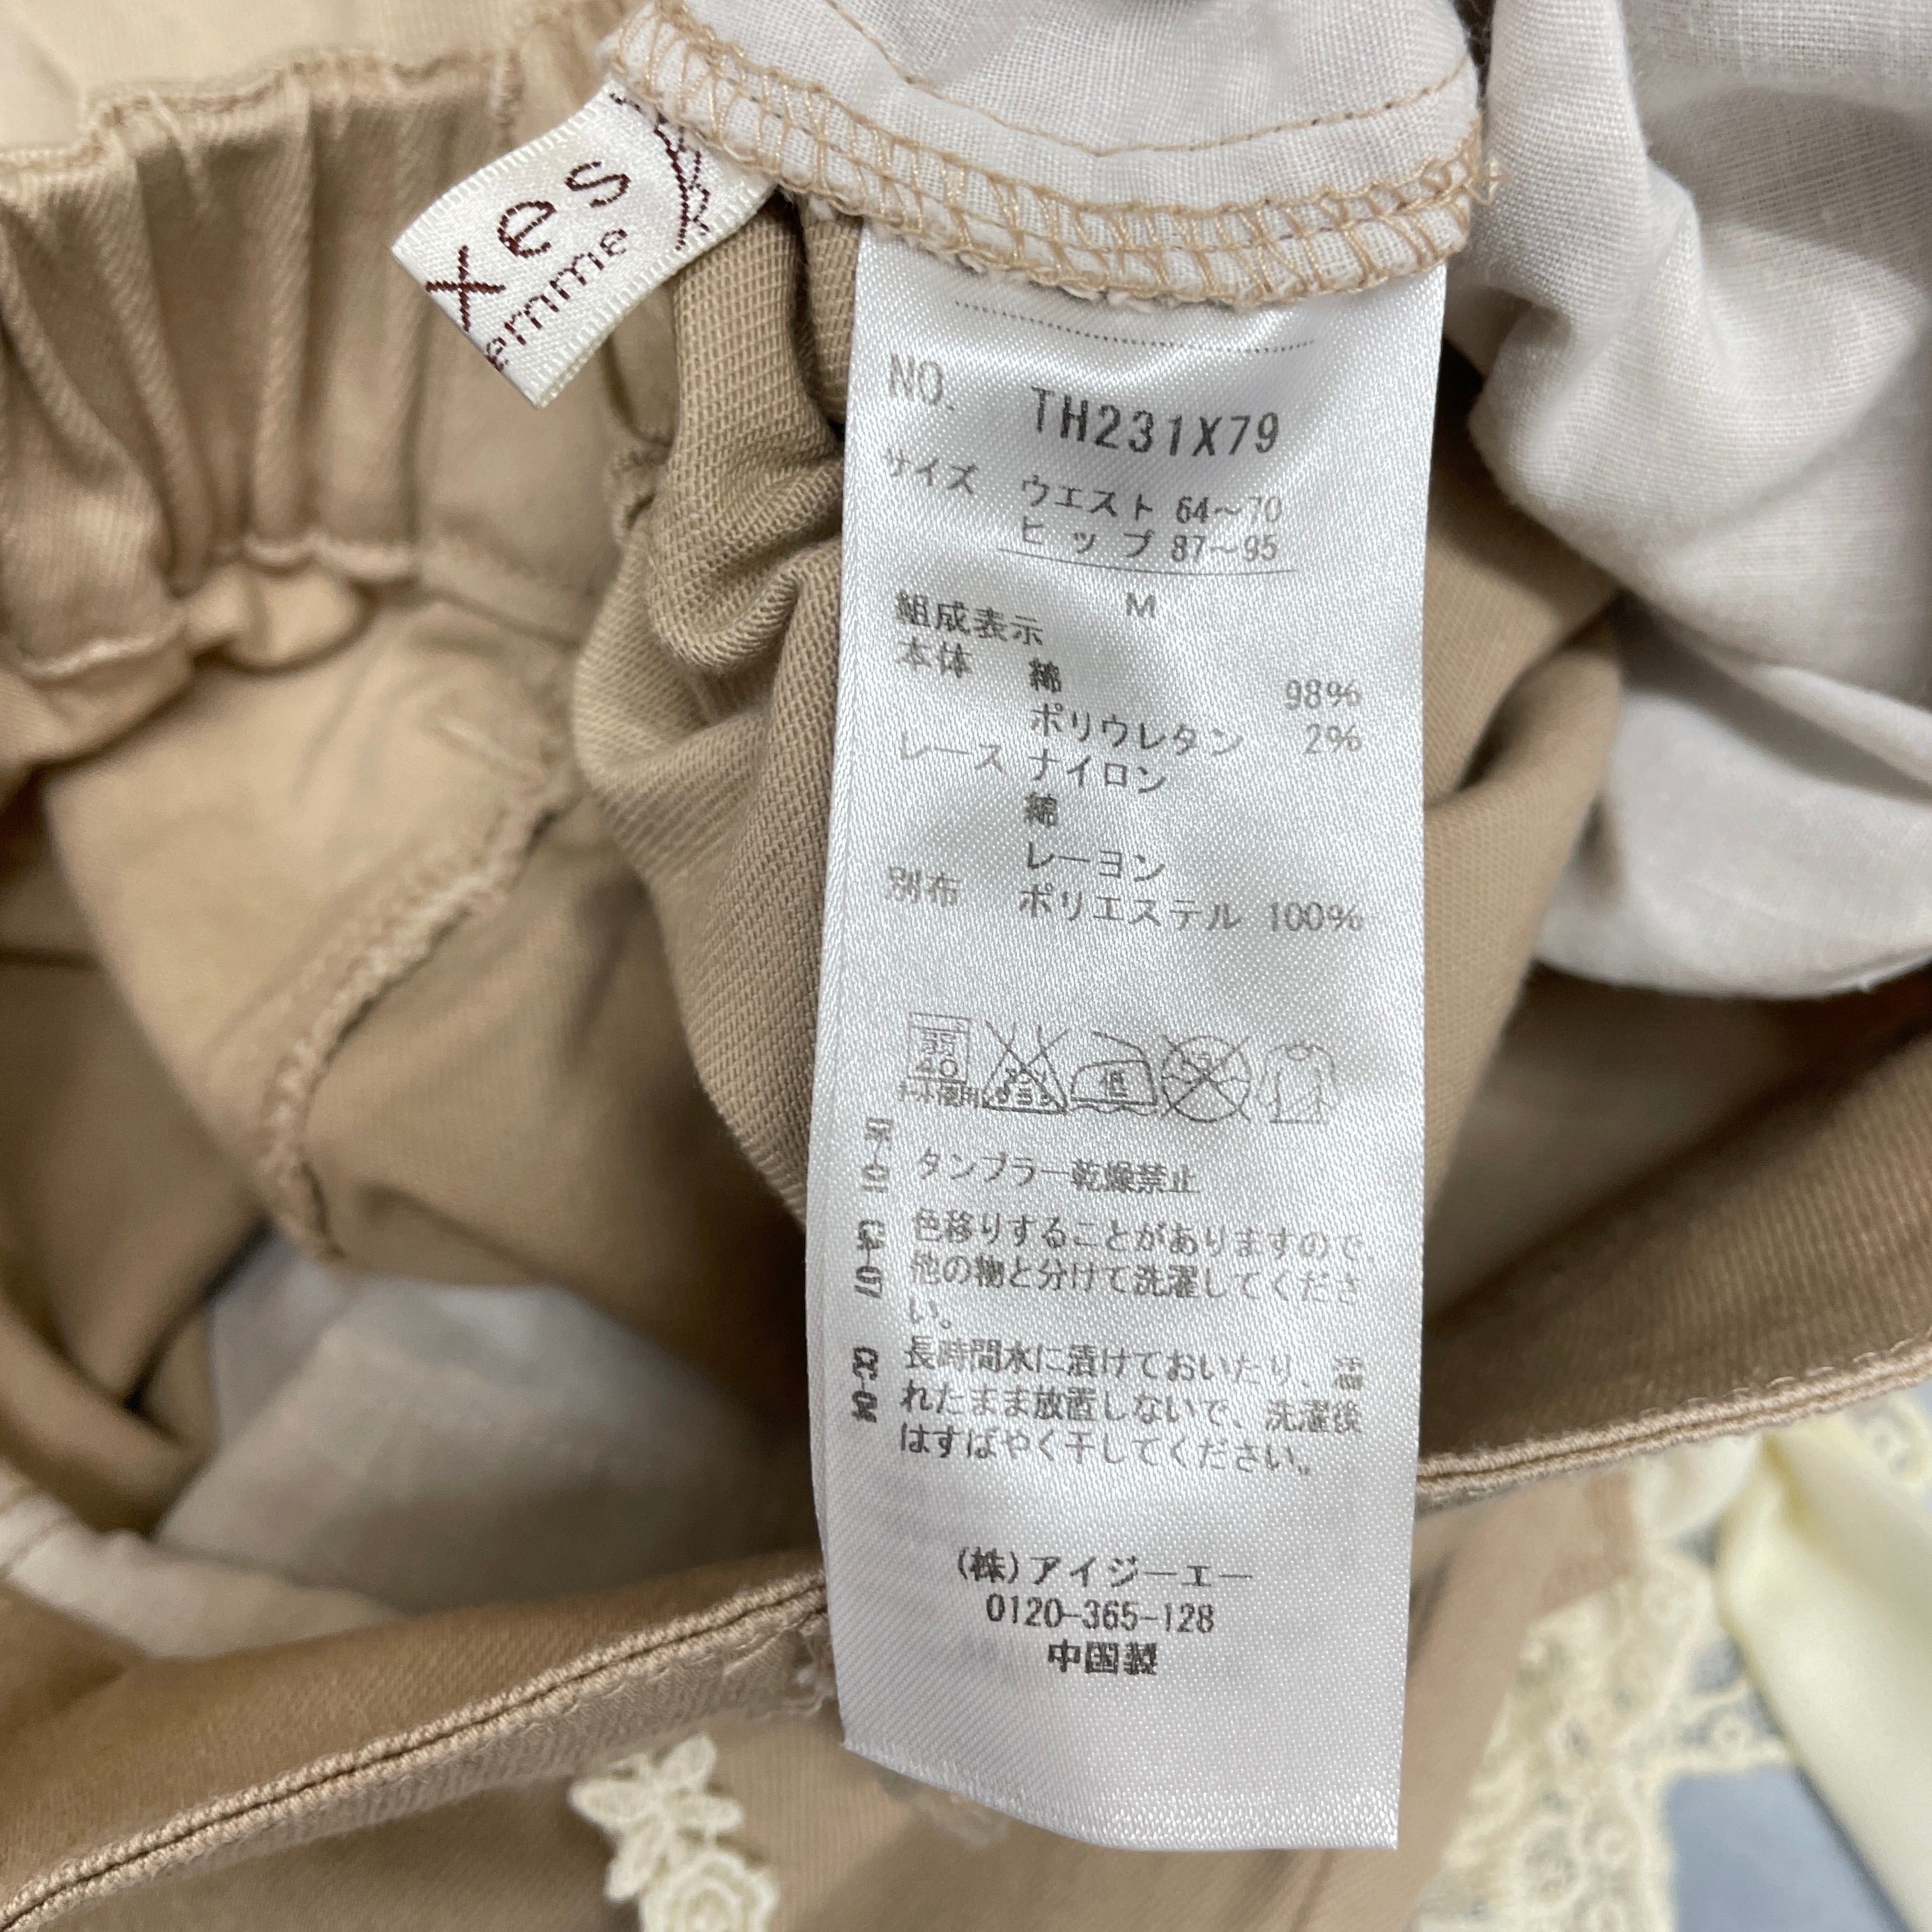 xes
emme
NO. TH231X79
サイズ ウエスト 64〜70
ヒップ 87〜95
M
組成表示
本体 綿 98%
ポリウレタン 2%
レース ナイロン
綿
レーヨン
別布 ポリエステル 100%
40
ネット使用
低
タンブラー乾燥禁止
色移りすることがありますので、
他の物と分けて洗濯してくださ
い。
長時間水に漬けておいたり、濡
れたまま放置しないで、洗濯後
はすばやく干してください。
(株)アイジーエー
0120-365-128
中国製